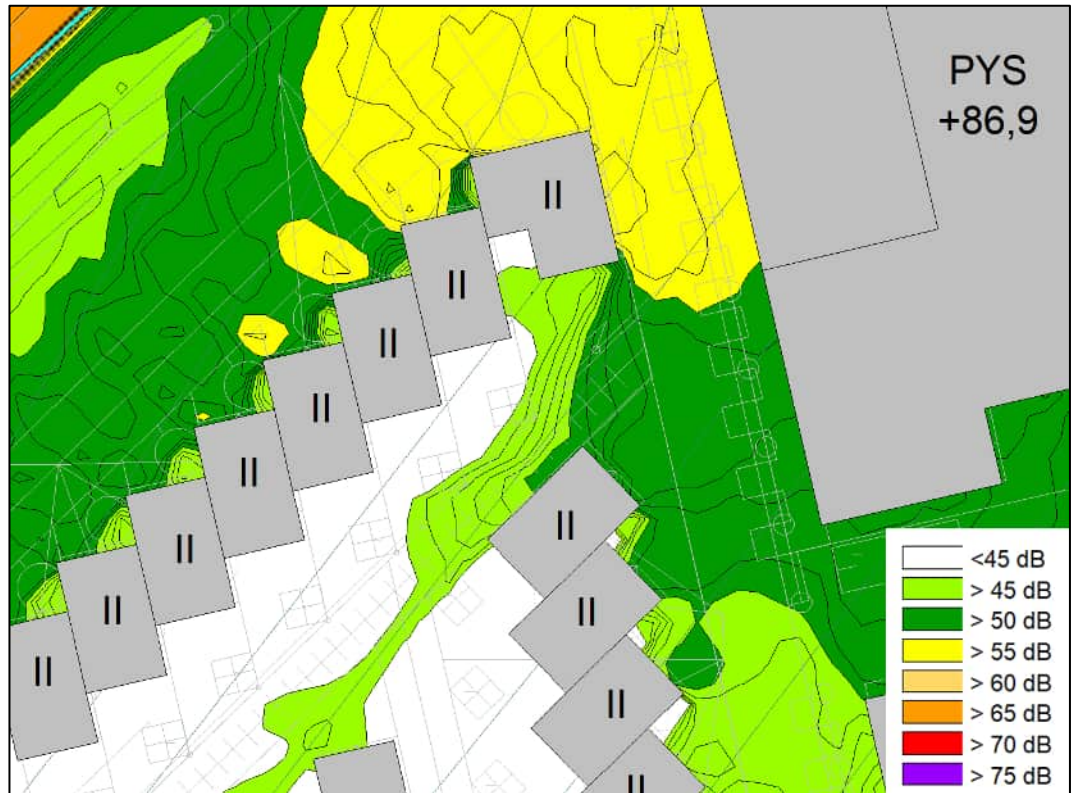 PYS
+86,9
II
II
II
II
II
II
II
II
II
II
II
II
<45 dB
> 45 dB
> 50 dB
> 55 dB
> 60 dB
> 65 dB
> 70 dB
> 75 dB